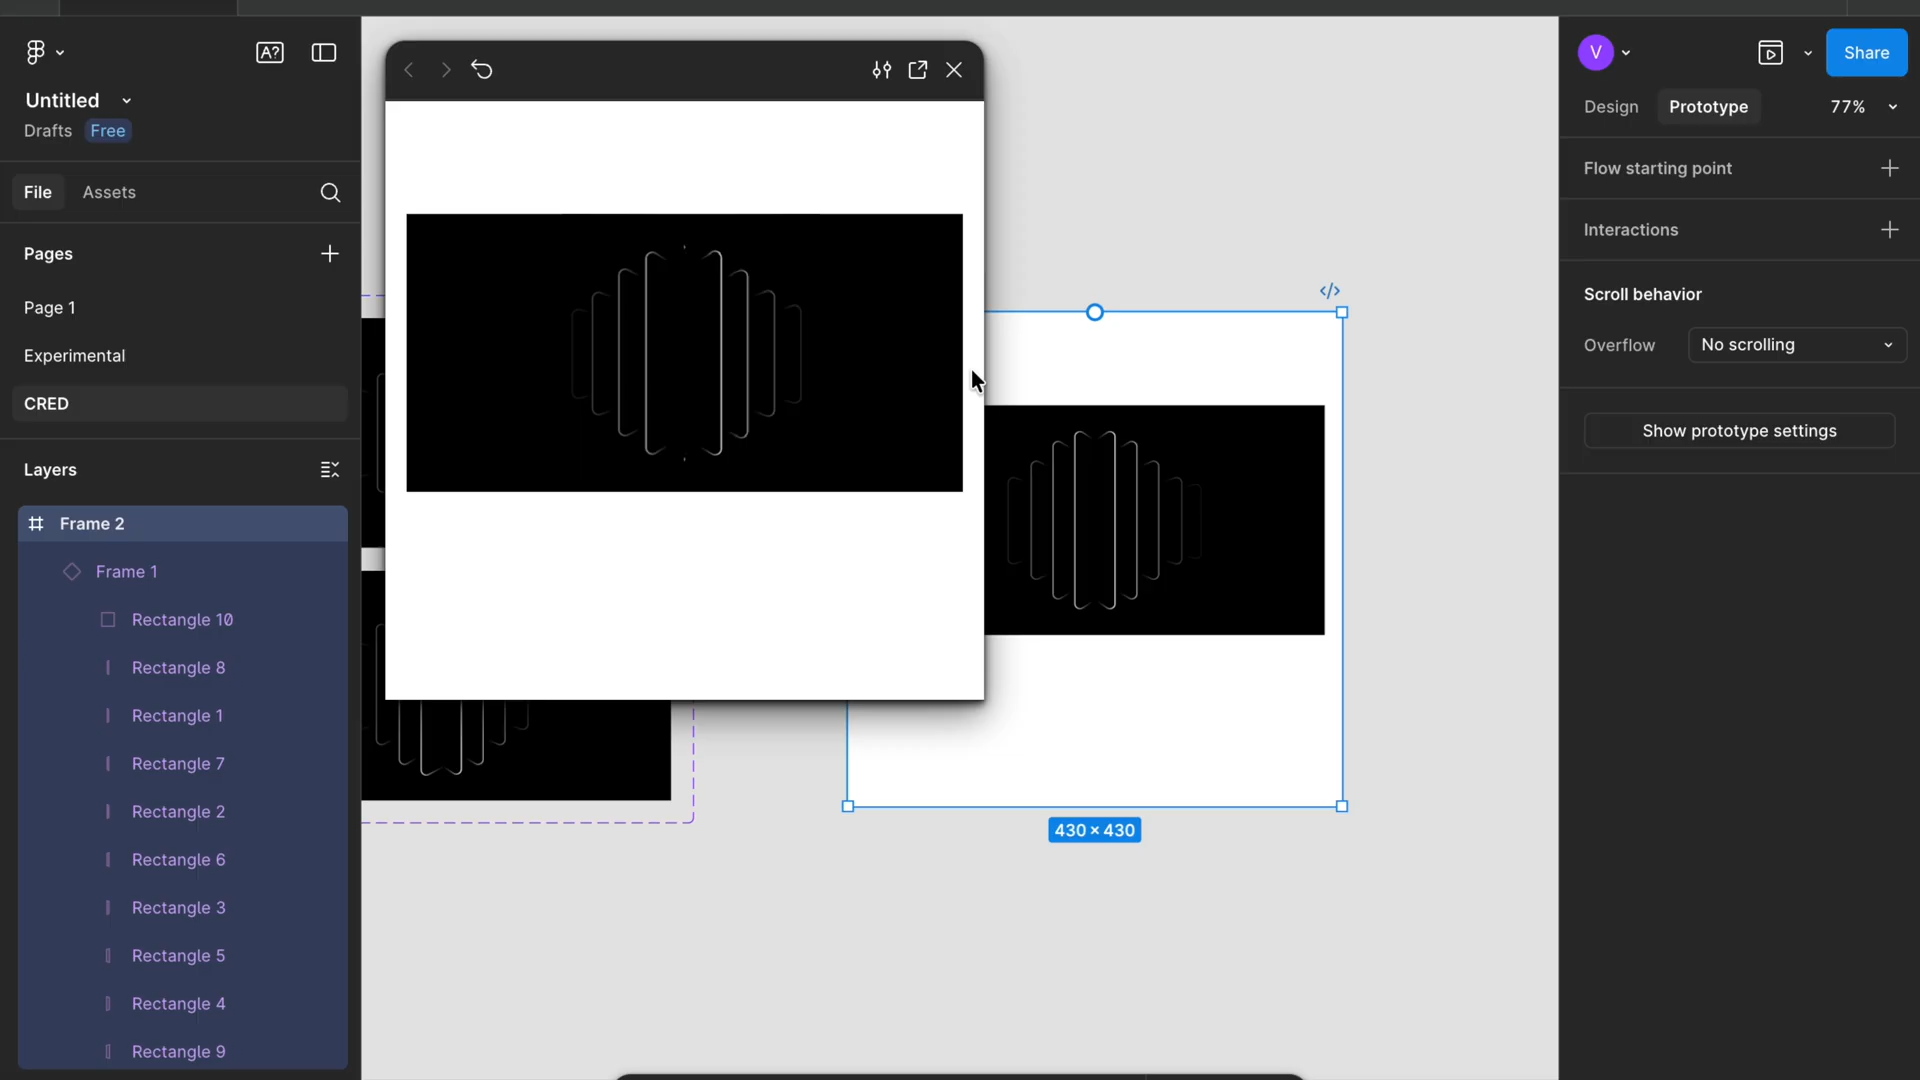 A?
Untitled
Drafts Free
File Assets
Pages
Page 1
Experimental
CRED
Layers
Frame 2
Frame 1
Rectangle 10
Rectangle 8
Rectangle 1
Rectangle 7
Rectangle 2
Rectangle 6
Rectangle 3
Rectangle 5
Rectangle 4
Rectangle 9
</>
430 × 430
V
Share
Design Prototype 77%
Flow starting point
Interactions
Scroll behavior
Overflow No scrolling
Show prototype settings